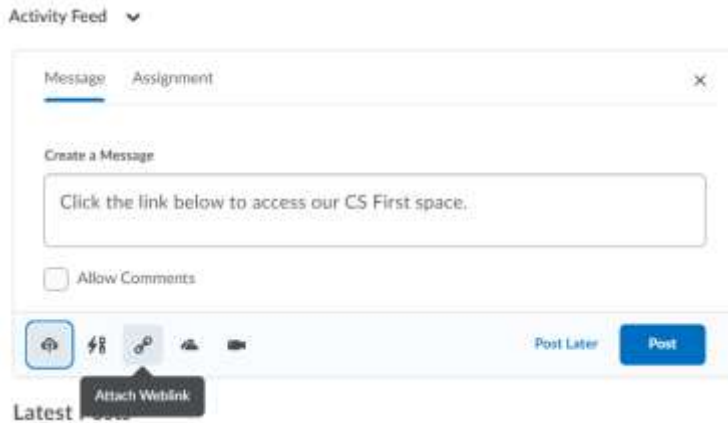 Activity Feed
Message Assignment
Create a Message
Click the link below to access our CS First space.
Allow Comments
Post Later Post
Attach Weblink
Latest